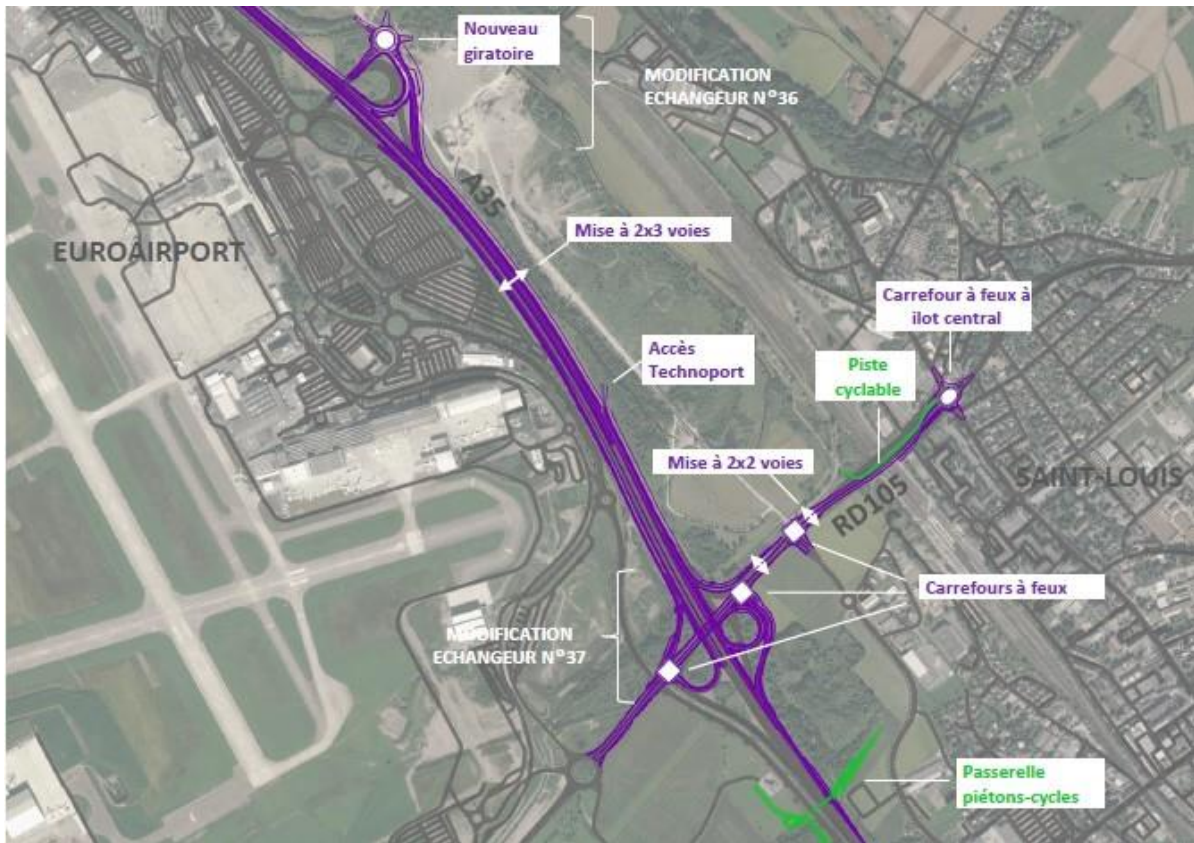 Nouveau
giratoire
MODIFICATION
ECHANGEUR N°36
A35
EUROAIRPORT
Mise à 2x3 voies
Carrefour à feux à
ilot central
Accès
Technoport
Piste
cyclable
Mise à 2x2 voies
RD105
SAINT-LOUIS
Carrefours à feux
MODIFICATION
ECHANGEUR N°37
Passerelle
piétons-cycles